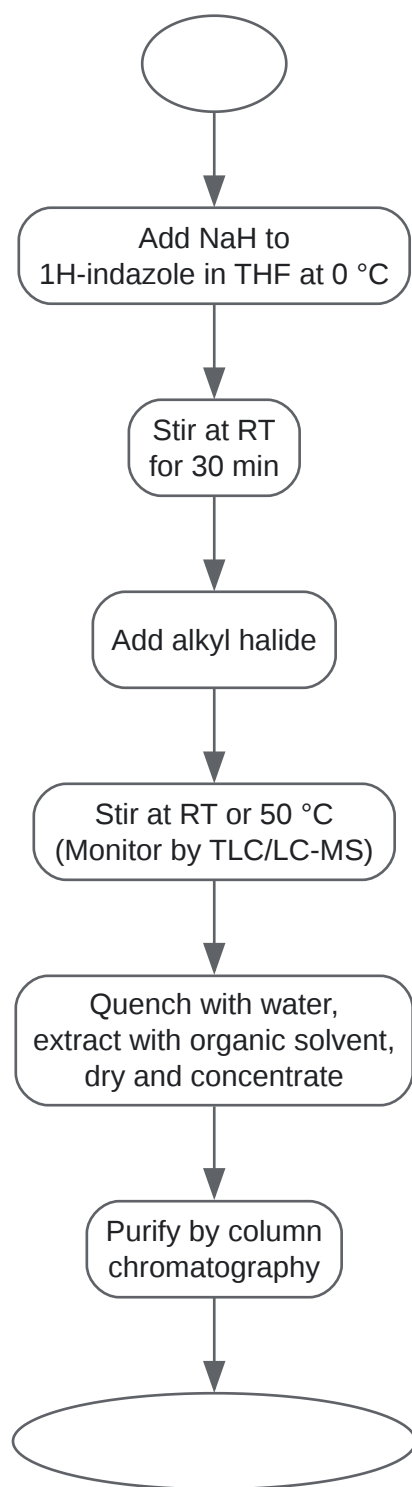 Add NaH to
1H-indazole in THF at 0 °C
Stir at RT
for 30 min
Add alkyl halide
Stir at RT or 50 °C
(Monitor by TLC/LC-MS)
Quench with water,
extract with organic solvent,
dry and concentrate
Purify by column
chromatography